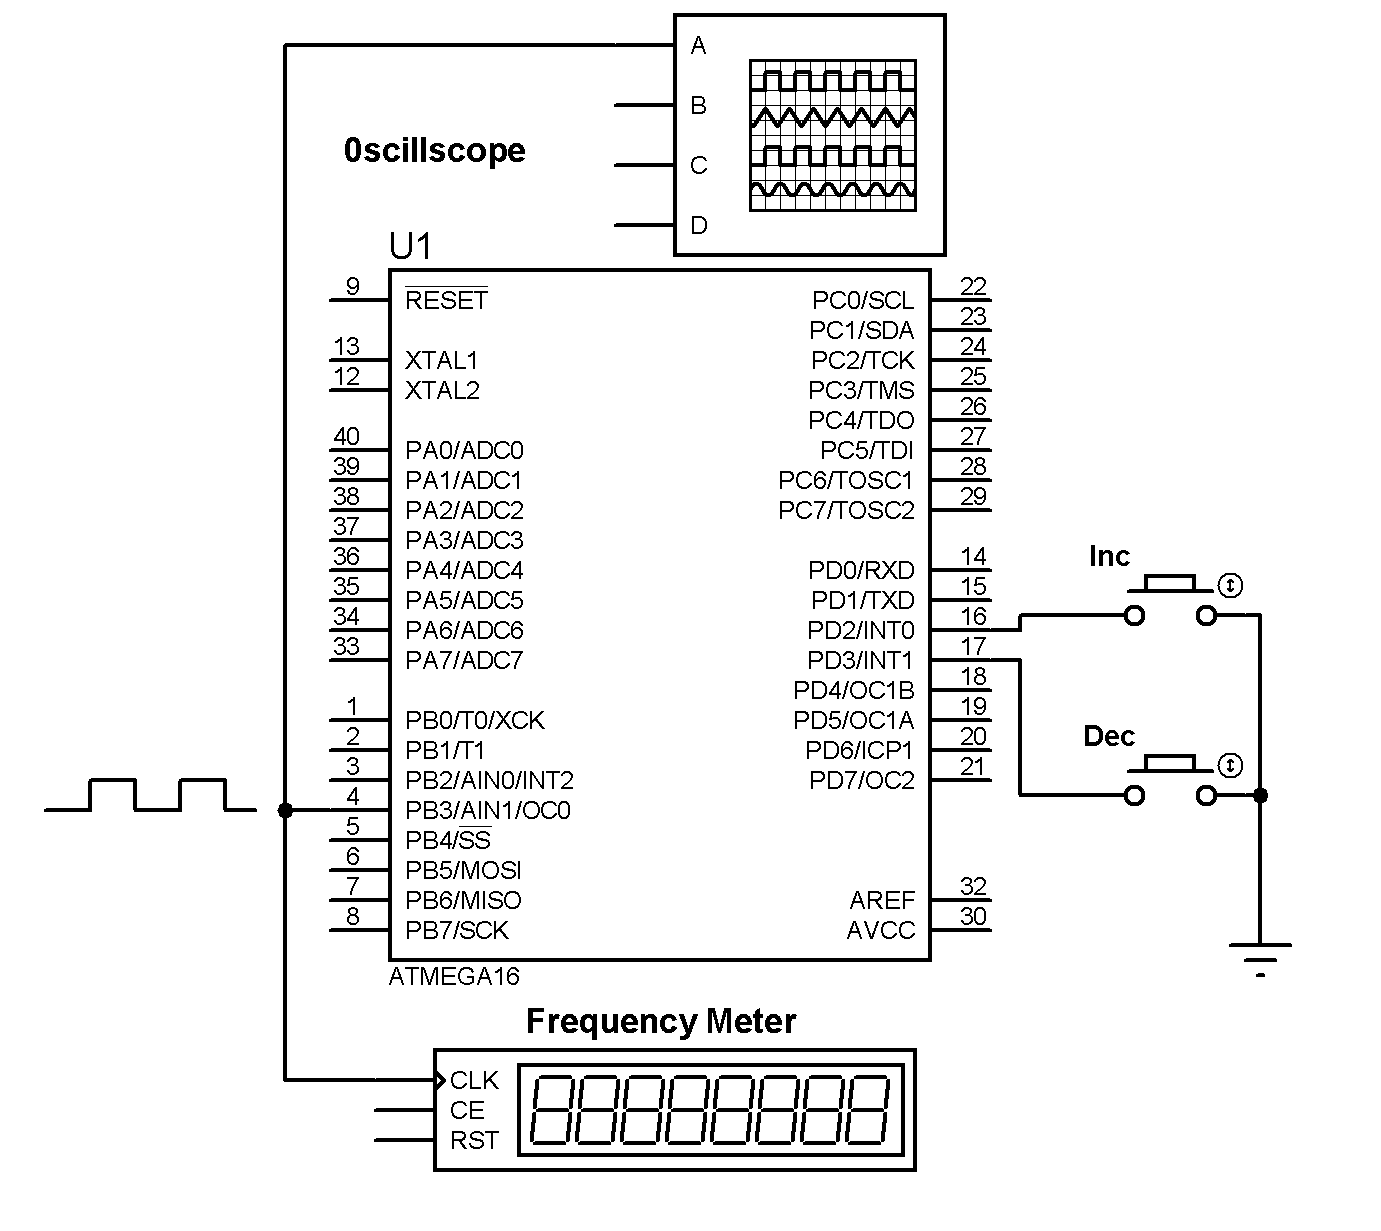 A
B
0scillscope
C
D
U1
9 RESET PC0/SCL 22
PC1/SDA 23
13 XTAL1 PC2/TCK 24
12 XTAL2 PC3/TMS 25
PC4/TDO 26
40 PA0/ADC0 PC5/TDI 27
39 PA1/ADC1 PC6/TOSC1 28
38 PA2/ADC2 PC7/TOSC2 29
37 PA3/ADC3
36 PA4/ADC4 PD0/RXD 14
35 PA5/ADC5 PD1/TXD 15
34 PA6/ADC6 PD2/INT0 16
33 PA7/ADC7 PD3/INT1 17
PD4/OC1B 18
1 PB0/T0/XCK PD5/OC1A 19
2 PB1/T1 PD6/ICP1 20
3 PB2/AIN0/INT2 PD7/OC2 21
4 PB3/AIN1/OC0
5 PB4/SS
6 PB5/MOSI
7 PB6/MISO AREF 32
8 PB7/SCK AVCC 30
ATMEGA16
Inc
Dec
Frequency Meter
CLK
CE
RST
88888888